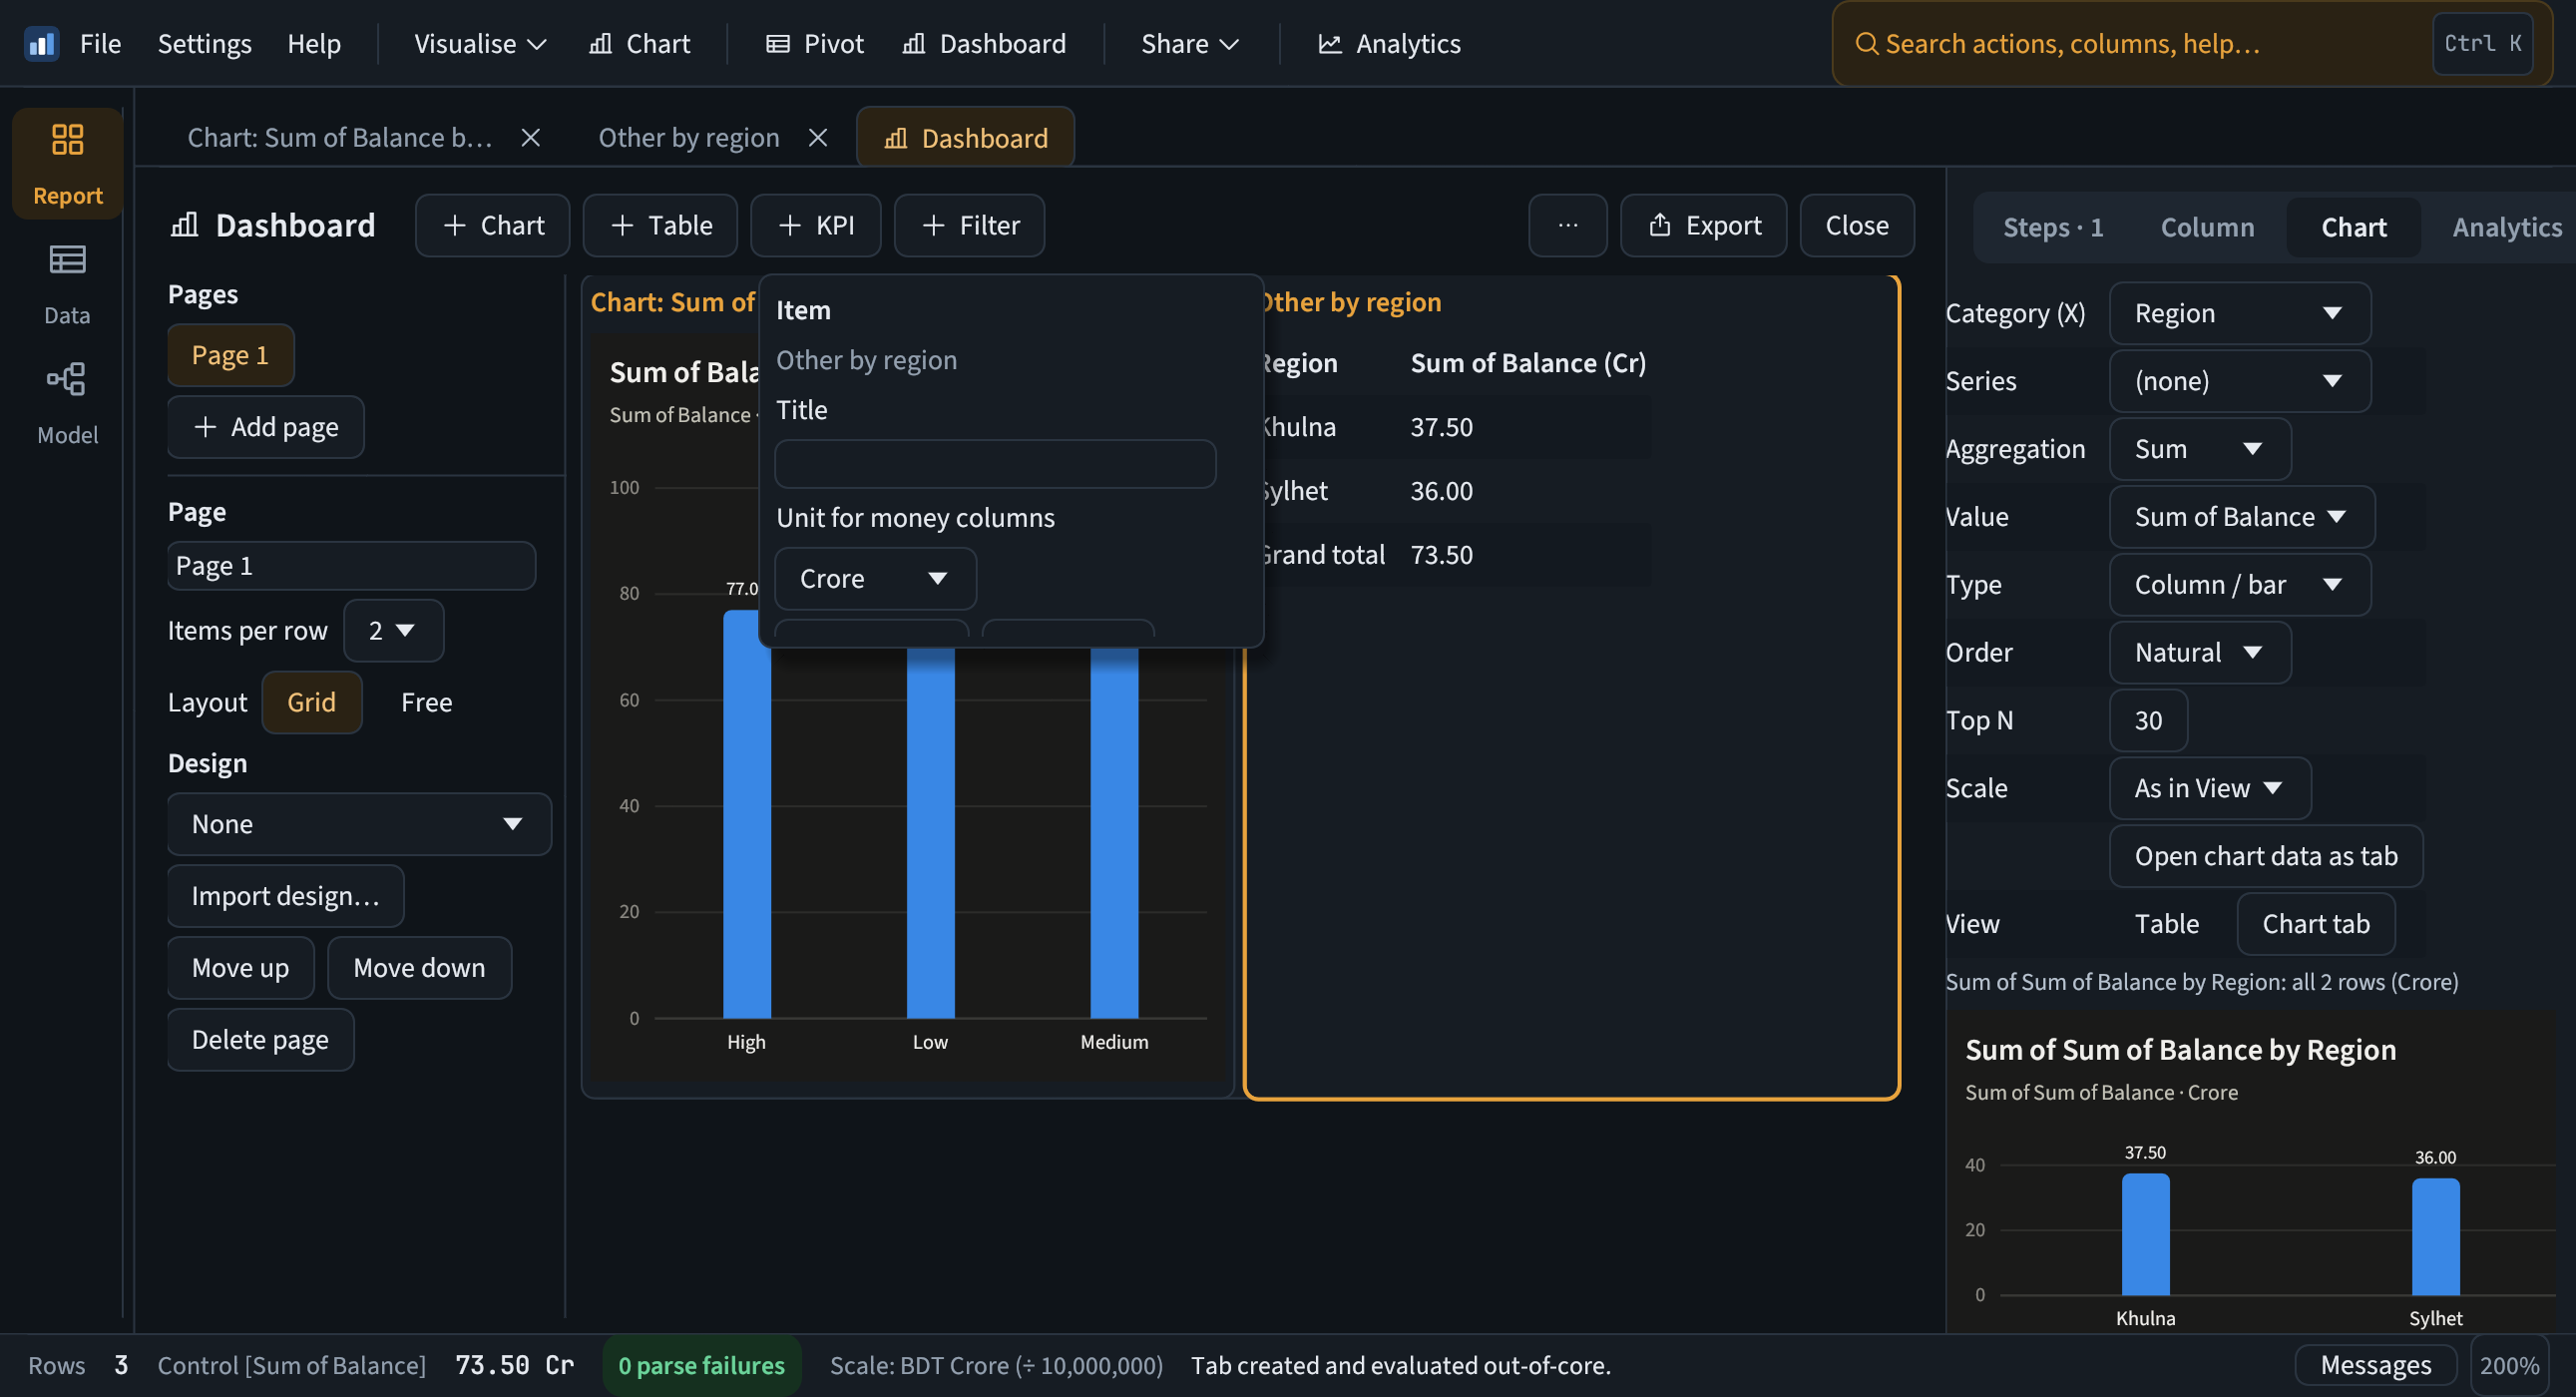 File Settings Help Visualise Chart Pivot Dashboard Share Analytics Search actions, columns, help… Ctrl K
Chart: Sum of Balance b… Other by region Dashboard
Report
Data
Model
Dashboard + Chart + Table + KPI + Filter ... Export Close
Pages
Page 1
+ Add page
Page
Page 1
Items per row 2
Layout Grid Free
Design
None
Import design…
Move up Move down
Delete page
Chart: Sum of
Sum of Bala
Sum of Balance ·
100
80
60
40
20
0
77.0
High Low Medium
Item
Other by region
Title
Unit for money columns
Crore
Other by region
Region Sum of Balance (Cr)
Khulna 37.50
Sylhet 36.00
Grand total 73.50
Steps · 1 Column Chart Analytics
Category (X) Region
Series (none)
Aggregation Sum
Value Sum of Balance
Type Column / bar
Order Natural
Top N 30
Scale As in View
Open chart data as tab
View Table Chart tab
Sum of Sum of Balance by Region: all 2 rows (Crore)
Sum of Sum of Balance by Region
Sum of Sum of Balance · Crore
40
20
0
37.50 36.00
Khulna Sylhet
Rows 3 Control [Sum of Balance] 73.50 Cr 0 parse failures Scale: BDT Crore (÷ 10,000,000) Tab created and evaluated out-of-core. Messages 200%